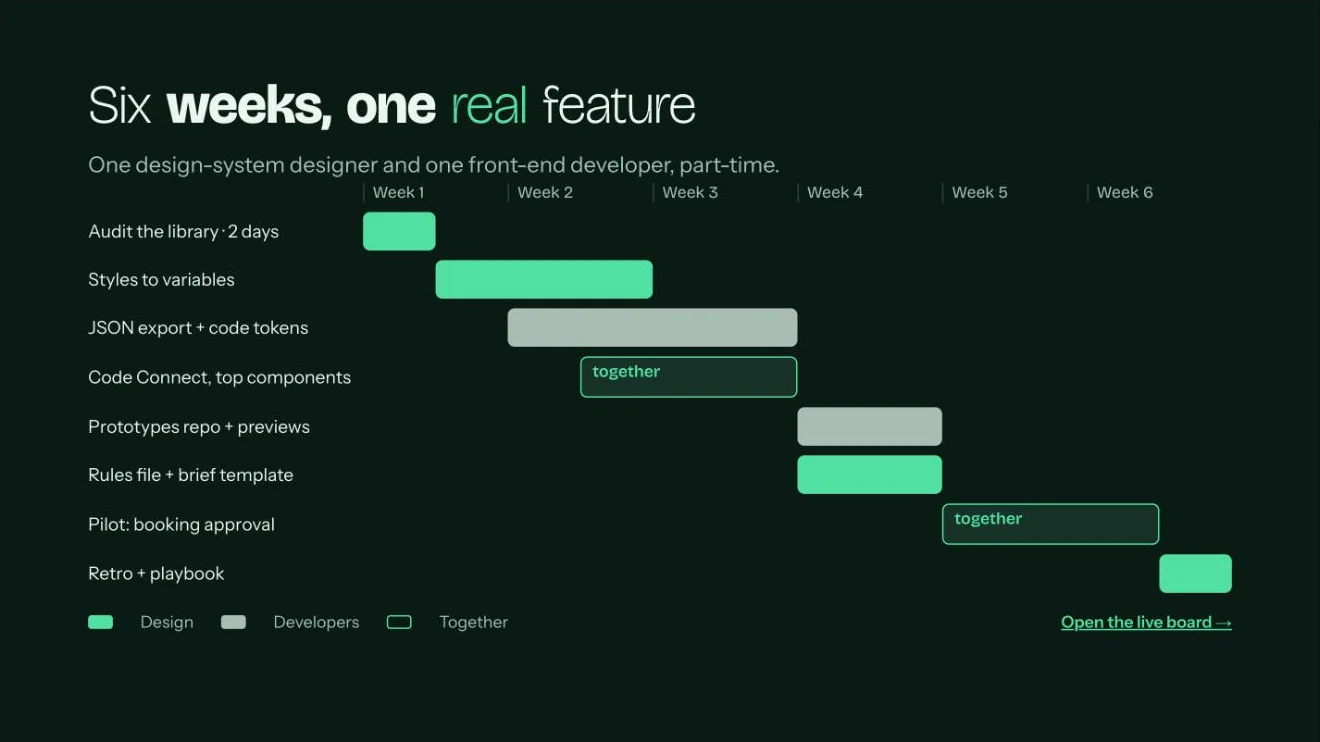 Six weeks, one real feature
One design-system designer and one front-end developer, part-time.
Week 1 Week 2 Week 3 Week 4 Week 5 Week 6
Audit the library · 2 days
Styles to variables
JSON export + code tokens
Code Connect, top components together
Prototypes repo + previews
Rules file + brief template
Pilot: booking approval together
Retro + playbook
Design Developers Together Open the live board →